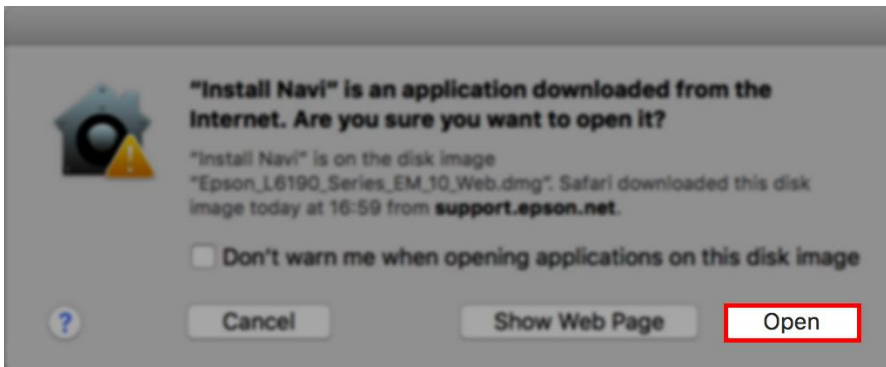 "Install Navi" is an application downloaded from the
Internet. Are you sure you want to open it?
"Install Navi" is on the disk image
"Epson_L6190_Series_EM_10_Web.dmg". Safari downloaded this disk
image today at 16:59 from support.epson.net.
Don't warn me when opening applications on this disk image
?
Cancel
Show Web Page
Open